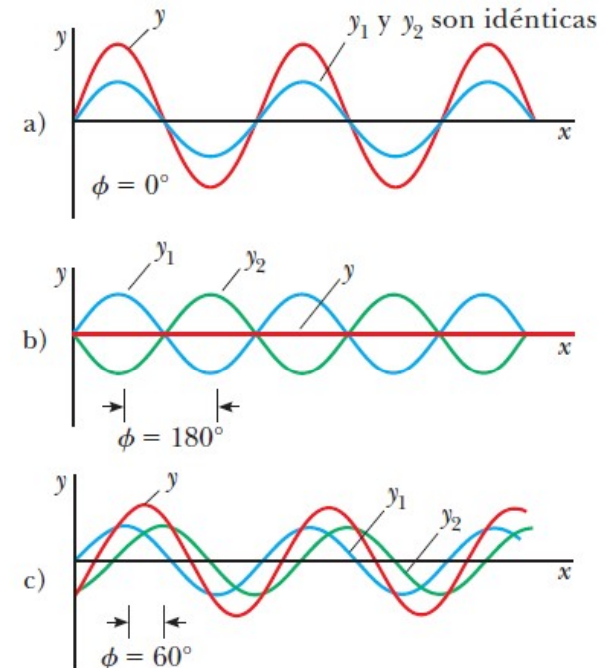 y
y
y₁ y y₂ son idénticas
a)
x
ϕ = 0°
y
y₁
y₂
y
b)
x
ϕ = 180°
y
y
y₁
y₂
c)
x
ϕ = 60°